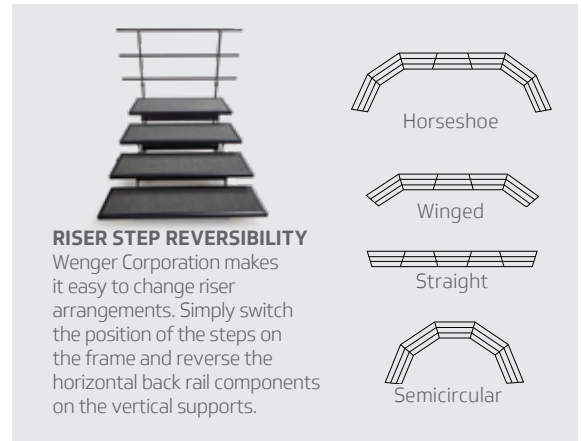 RISER STEP REVERSIBILITY
Wenger Corporation makes
it easy to change riser
arrangements. Simply switch
the position of the steps on
the frame and reverse the
horizontal back rail components
on the vertical supports.
Horseshoe
Winged
Straight
Semicircular